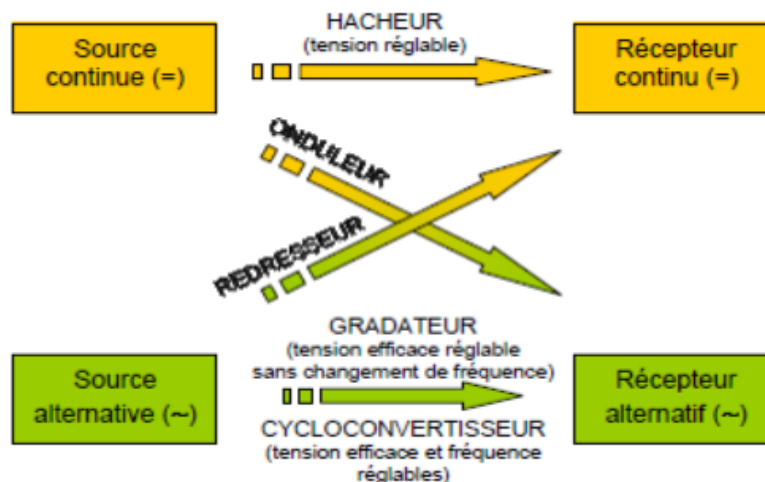 HACHEUR
(tension réglable)
Source
continue (=)
Récepteur
continu (=)
ONDULEUR
REDRESSEUR
GRADATEUR
(tension efficace réglable
sans changement de fréquence)
Source
alternative (~)
Récepteur
alternatif (~)
CYCLOCONVERTISSEUR
(tension efficace et fréquence
réglables)